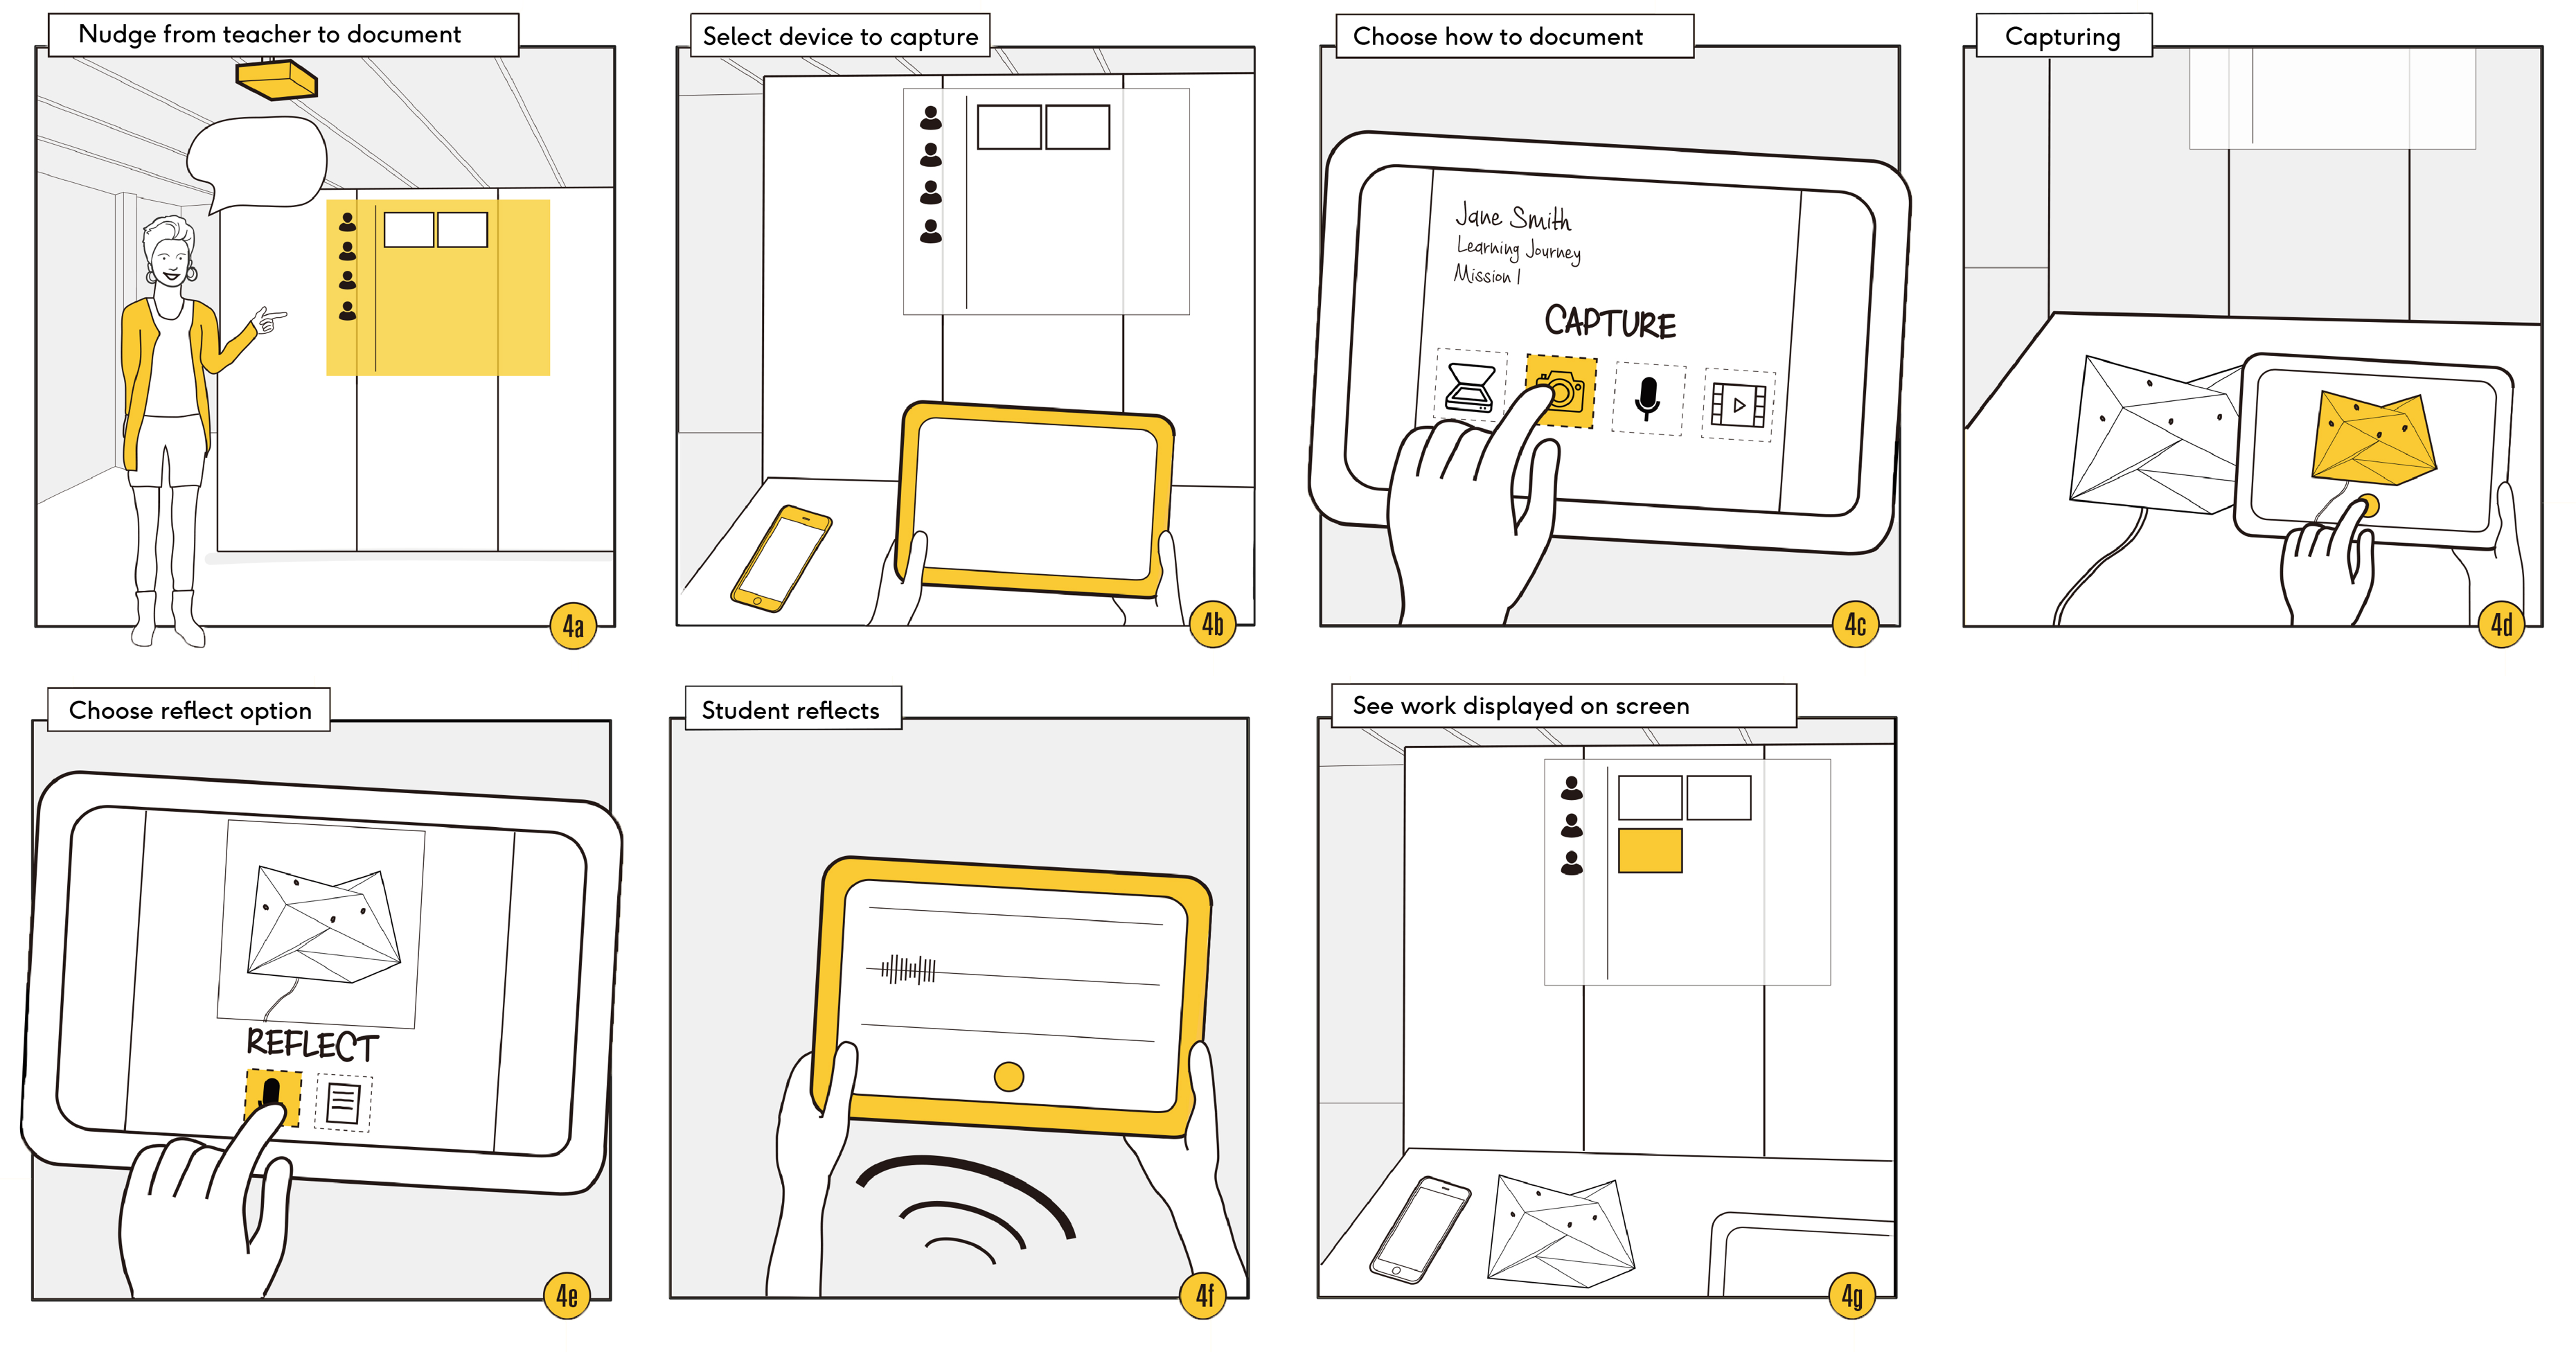 Nudge from teacher to document
4a
Select device to capture
4b
Choose how to document
Jane Smith
Learning Journey
Mission 1
CAPTURE
4c
Capturing
4d
Choose reflect option
REFLECT
4e
Student reflects
4f
See work displayed on screen
4g